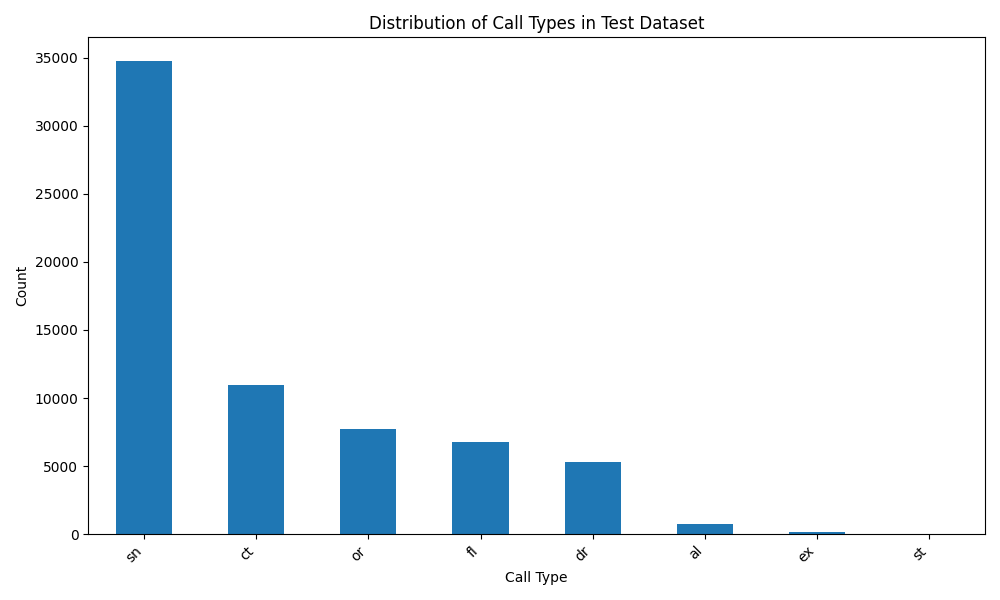 Distribution of Call Types in Test Dataset
35000
30000
25000
20000
15000
10000
5000
0
Count
sn
ct
or
fl
dr
al
ex
st
Call Type